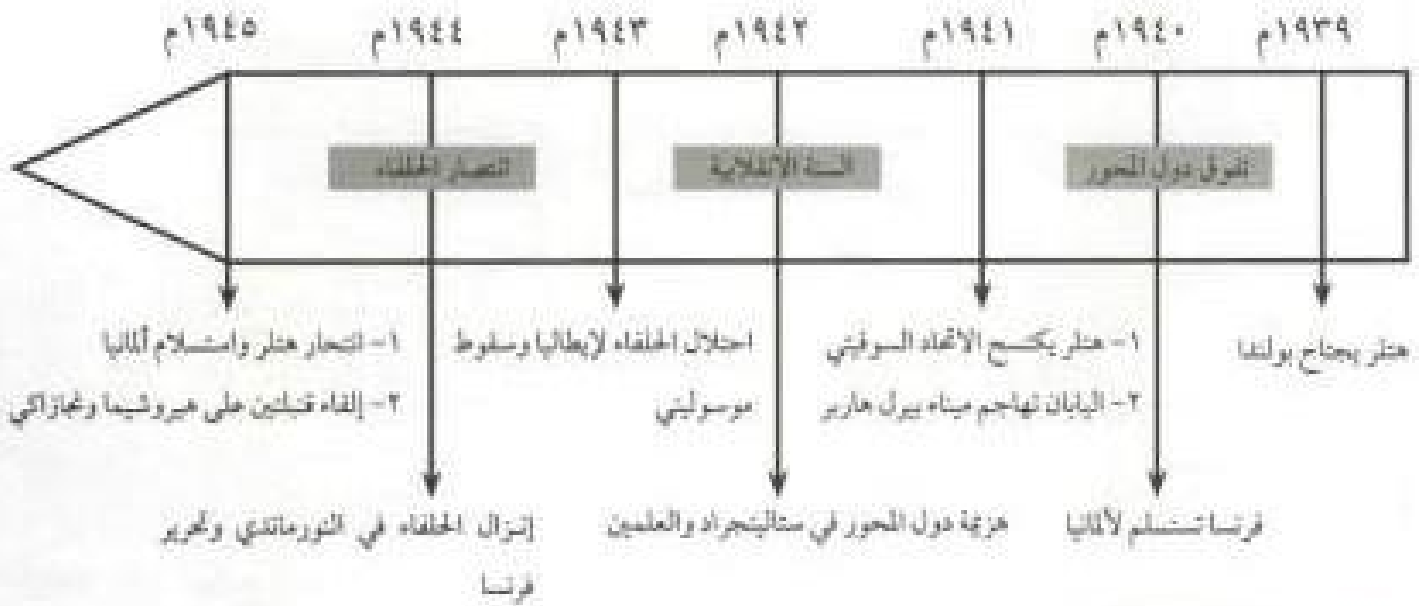 ١٩٣٩م
١٩٤٠م
١٩٤١م
١٩٤٢م
١٩٤٣م
١٩٤٤م
١٩٤٥م
تفوق دول المحور
السنة الانقلابية
انتصار الحلفاء
هتلر يجتاح بولندا
١- هتلر يكتسح الاتحاد السوفيتي
٢- اليابان تهاجم ميناء بيرل هاربر
احتلال الحلفاء لإيطاليا وسقوط
موسوليني
١- انتحار هتلر واستسلام ألمانيا
٢- إلقاء قنبلتين على هيروشيما ونجازاكي
فرنسا تستسلم لألمانيا
هزيمة دول المحور في ستالينجراد والعلمين
إنزال الحلفاء في النورماندي وتحرير
فرنسا